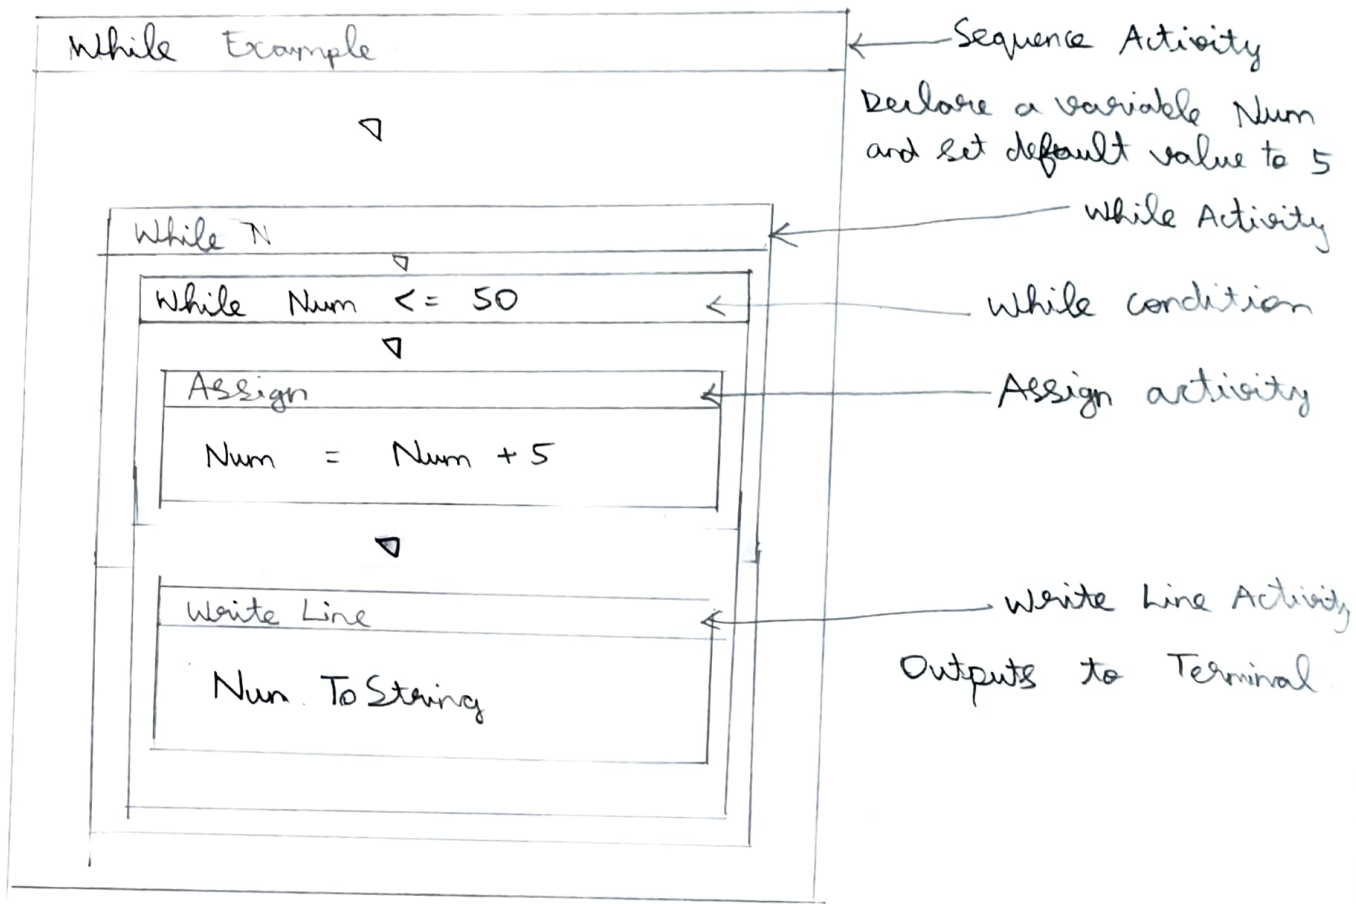 While Example
Sequence Activity
Declare a variable Num
and set default value to 5
While N
While Activity
While Num <= 50
While condition
Assign
Assign activity
Num = Num + 5
Write Line
Write Line Activity
Outputs to Terminal
Num. ToString